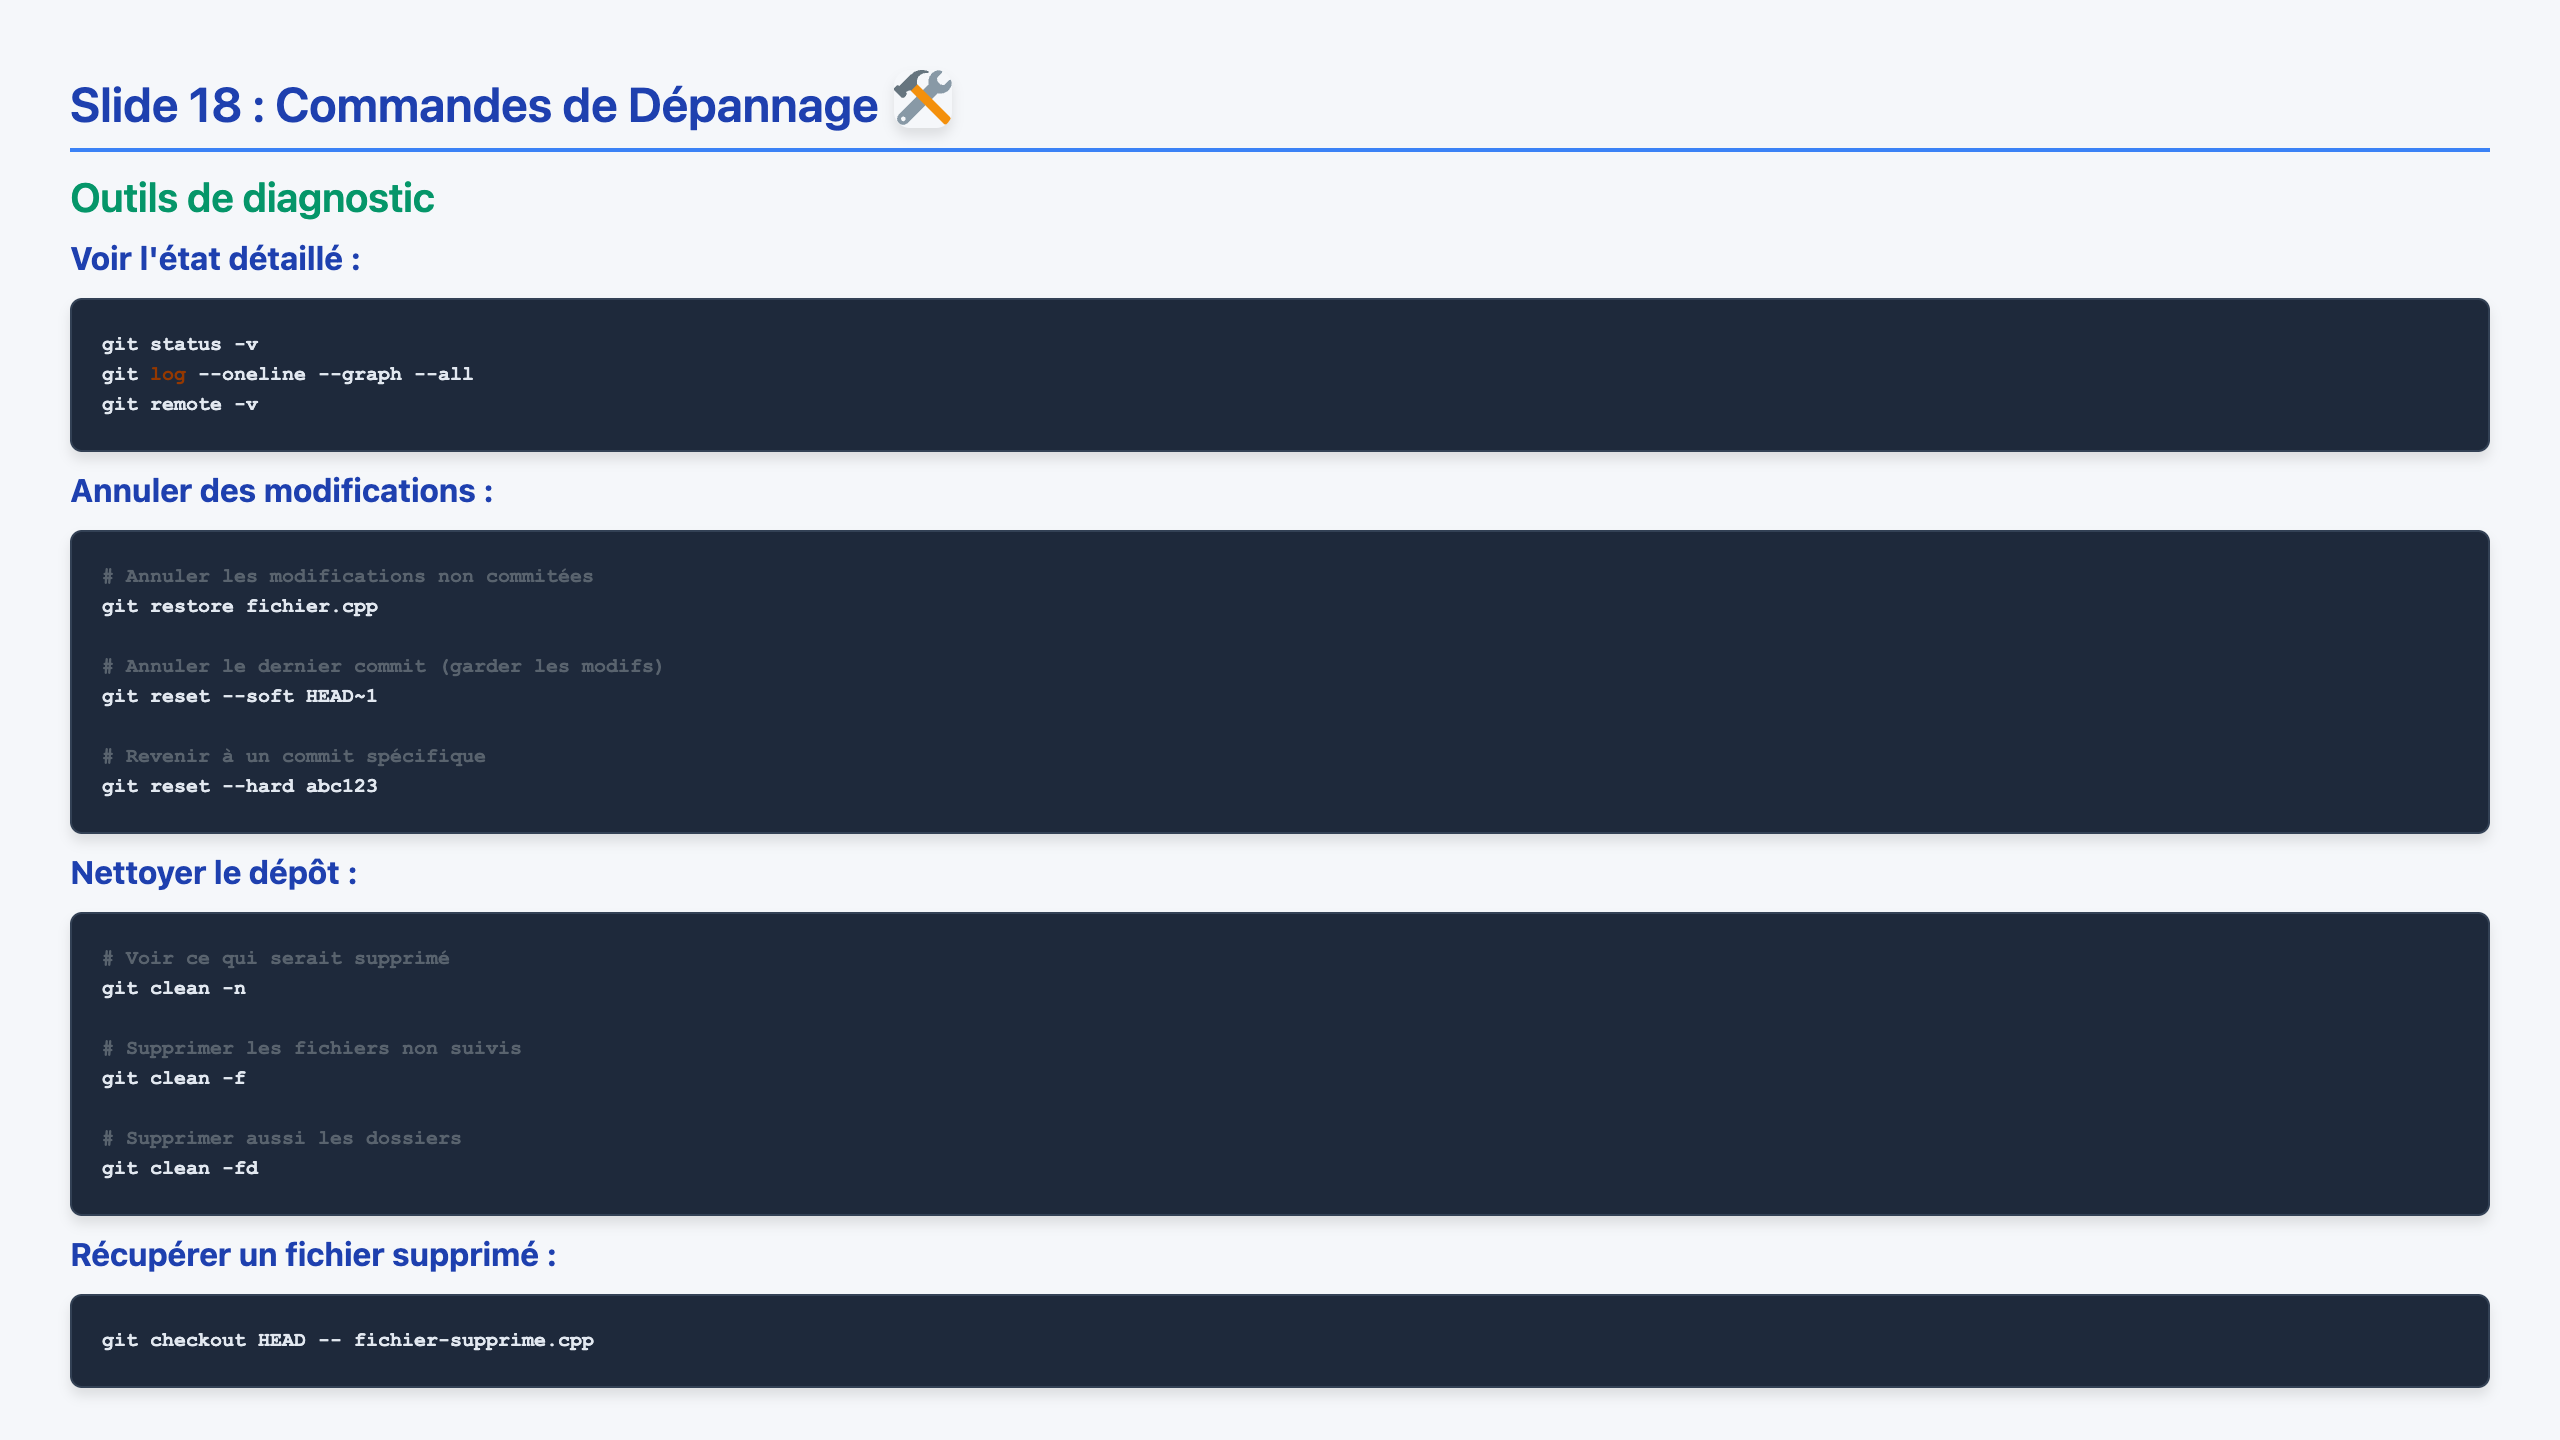 Slide 18 : Commandes de Dépannage 🛠️
Outils de diagnostic
Voir l'état détaillé :
git status -v
git log --oneline --graph --all
git remote -v
Annuler des modifications :
# Annuler les modifications non commitées
git restore fichier.cpp
# Annuler le dernier commit (garder les modifs)
git reset --soft HEAD~1
# Revenir à un commit spécifique
git reset --hard abc123
Nettoyer le dépôt :
# Voir ce qui serait supprimé
git clean -n
# Supprimer les fichiers non suivis
git clean -f
# Supprimer aussi les dossiers
git clean -fd
Récupérer un fichier supprimé :
git checkout HEAD -- fichier-supprime.cpp